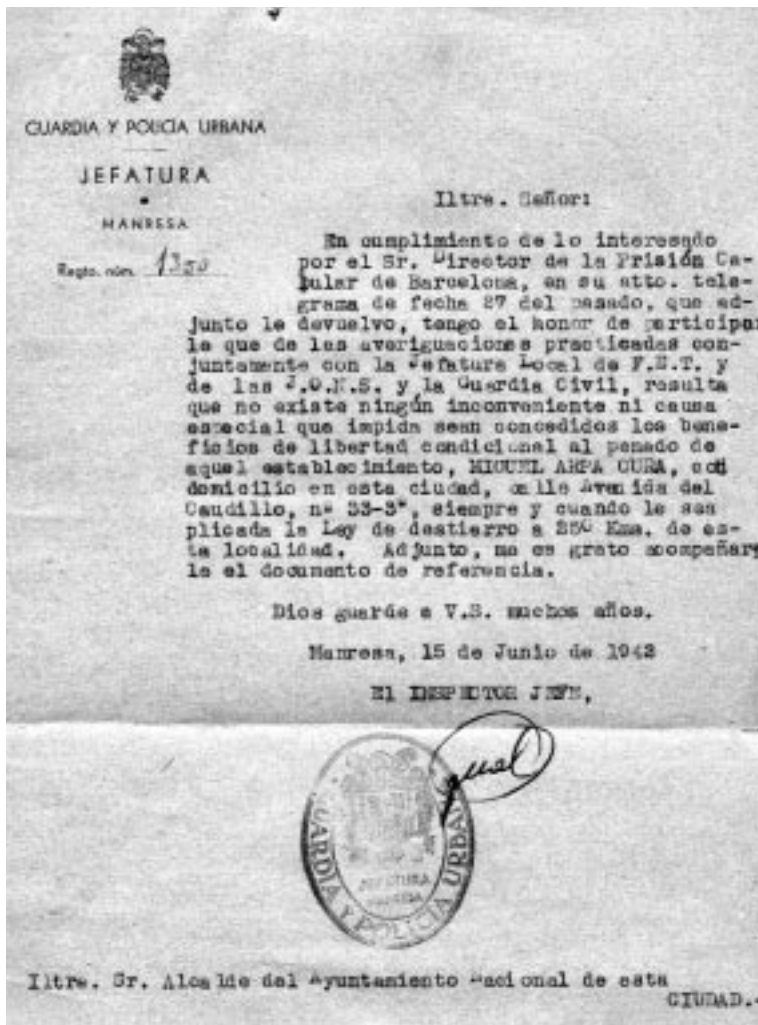 GUARDIA Y POLICIA URBANA
JEFATURA
MANRESA
Regto. núm. 1350
Iltre. Señor:
En cumplimiento de lo interesado
por el Sr. Director de la Prisión Ce-
lular de Barcelona, en su atto. tele-
grama de fecha 27 del pasado, que ad-
junto le devuelvo, tengo el honor de participar
le que de las averiguaciones practicadas con-
juntamente con la Jefatura Local de F.E.T. y
de las J.O.N.S. y la Guardia Civil, resulta
que no existe ningún inconveniente ni causa
especial que impida sean concedidos los bene-
ficios de libertad condicional al penado de
aquel establecimiento, MIGUEL ARPA CURA, con
domicilio en esta ciudad, calle Avenida del
Caudillo, nº 33-3º, siempre y cuando le sea
plicada la Ley de destierro a 250 Kms. de es-
ta localidad. Adjunto, me es grato acompañar
le el documento de referencia.
Dios guarde a V.S. muchos años.
Manresa, 15 de Junio de 1942
El INSPECTOR JEFE,
GUARDIA Y POLICIA URBANA
JEFATURA
MANRESA
Iltre. Sr. Alcalde del Ayuntamiento Nacional de esta
CIUDAD.-